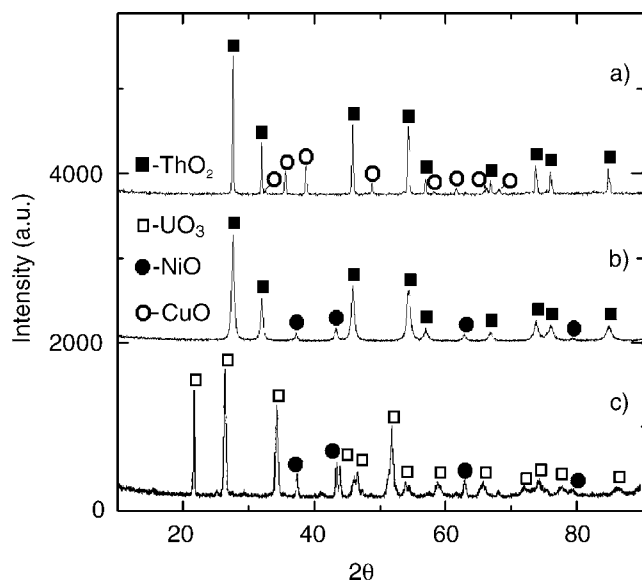 a)
4000
■-ThO₂
□-UO₃
b)
●-NiO
O-CuO
2000
c)
0
20 40 60 80
2θ
Intensity (a.u.)